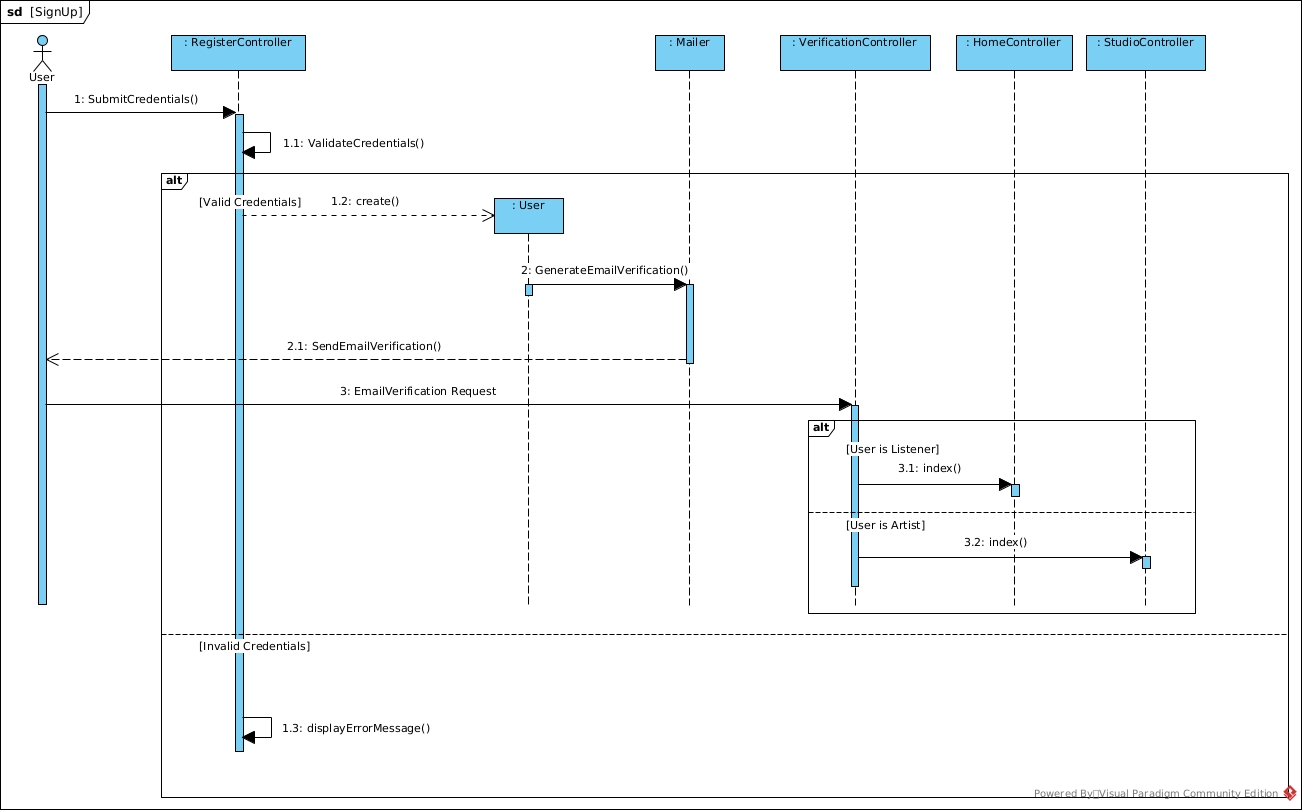 sd [SignUp]
: RegisterController
: Mailer
: VerificationController
: HomeController
: StudioController
User
1: SubmitCredentials()
1.1: ValidateCredentials()
alt
[Valid Credentials]
1.2: create()
: User
2: GenerateEmailVerification()
2.1: SendEmailVerification()
3: EmailVerification Request
alt
[User is Listener]
3.1: index()
[User is Artist]
3.2: index()
[Invalid Credentials]
1.3: displayErrorMessage()
Powered By Visual Paradigm Community Edition